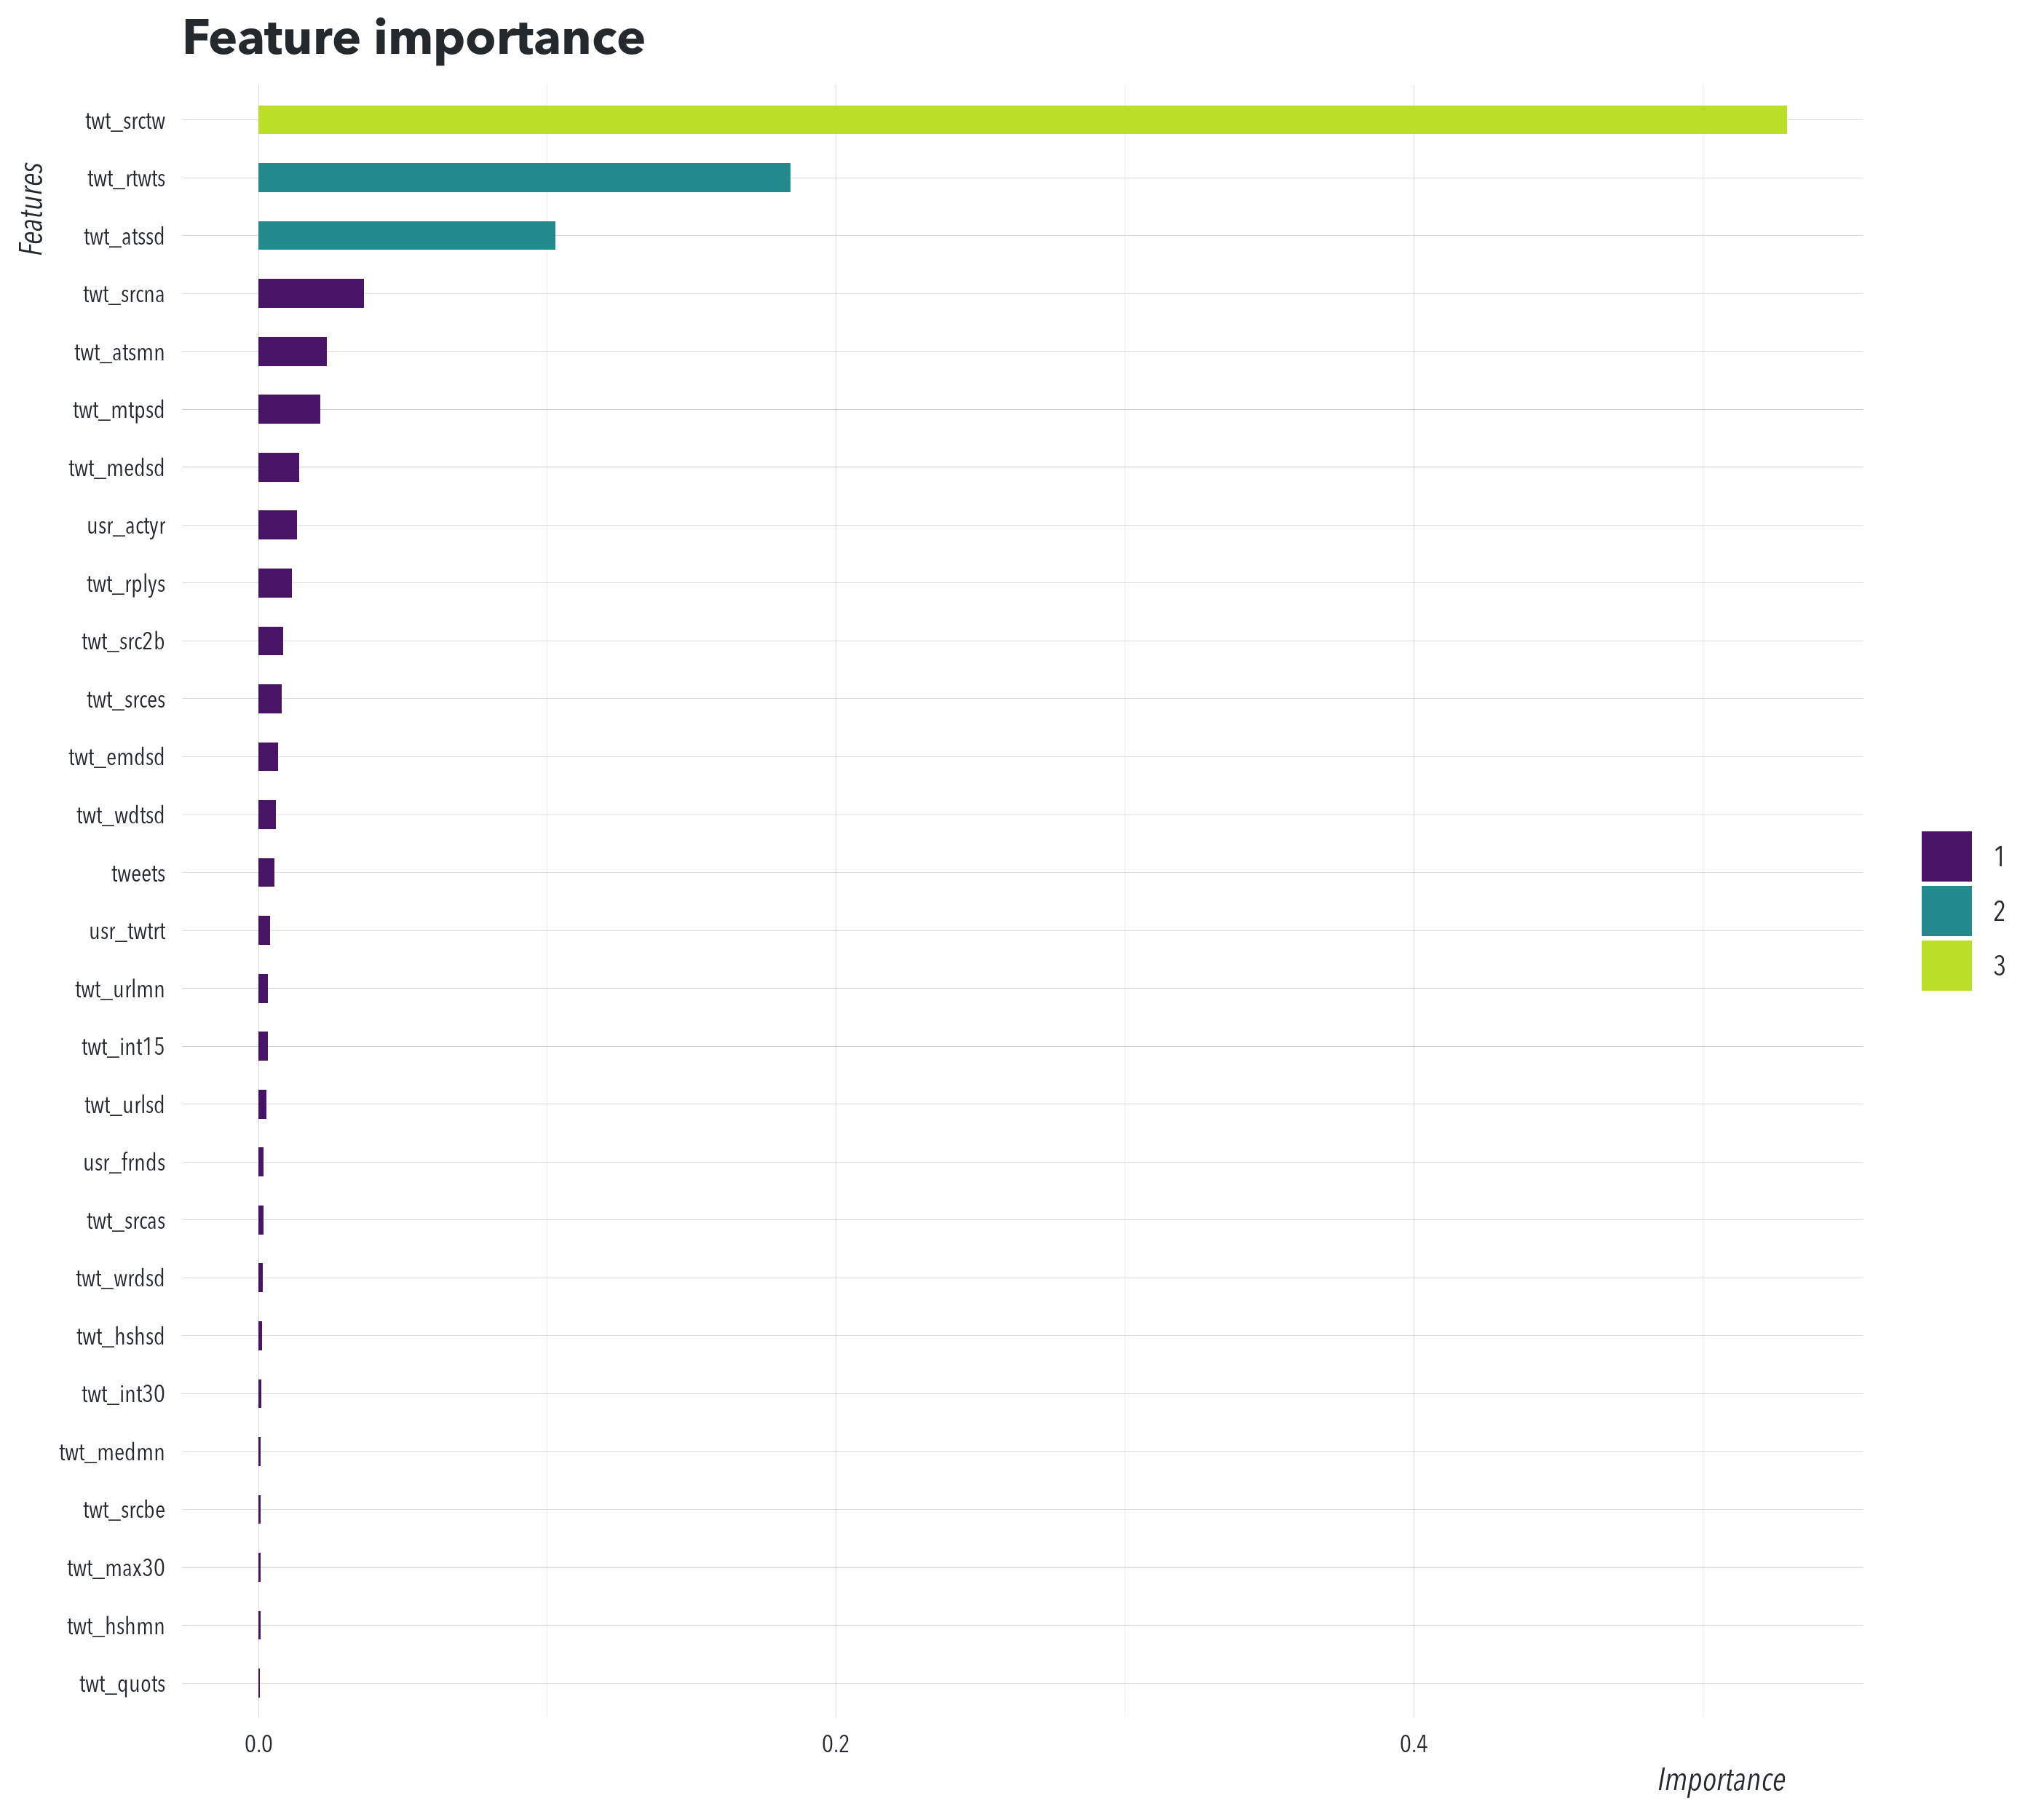 Feature importance
Features
twt_srctw
twt_rtwts
twt_atssd
twt_srcna
twt_atsmn
twt_mtpsd
twt_medsd
usr_actyr
twt_rplys
twt_src2b
twt_srces
twt_emdsd
twt_wdtsd
tweets
usr_twtrt
twt_urlmn
twt_int15
twt_urlsd
usr_frnds
twt_srcas
twt_wrdsd
twt_hshsd
twt_int30
twt_medmn
twt_srcbe
twt_max30
twt_hshmn
twt_quots
0.0 0.2 0.4
Importance
1
2
3